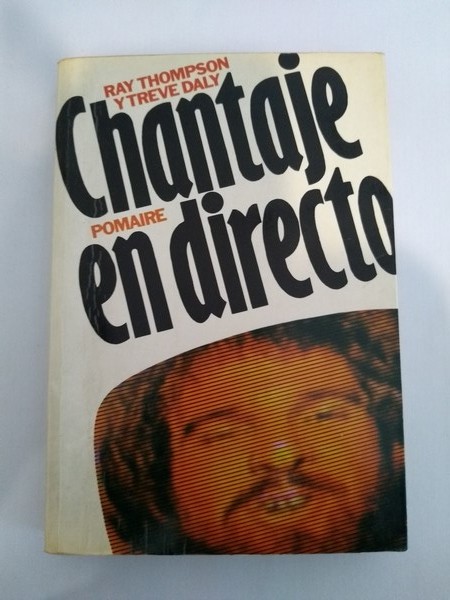 RAY THOMPSON
Y TREVE DALY
Chantaje
POMAIRE
en directo